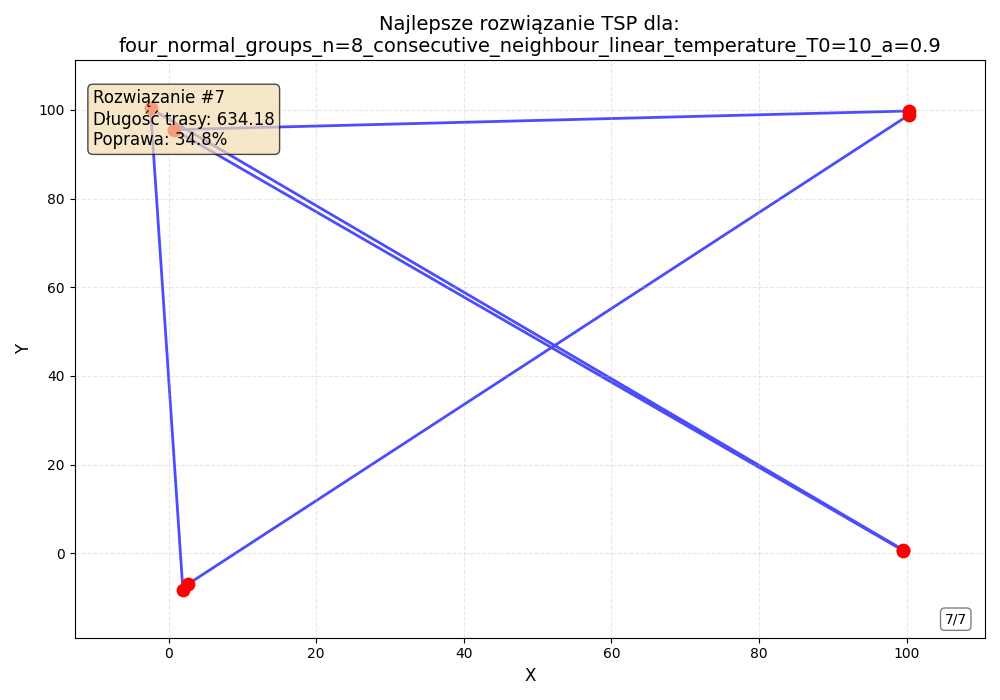 Najlepsze rozwiązanie TSP dla:
four_normal_groups_n=8_consecutive_neighbour_linear_temperature_T0=10_a=0.9
Rozwiązanie #7
Długość trasy: 634.18
Poprawa: 34.8%
100
80
60
40
20
0
Y
7/7
0
20
40
60
80
100
X